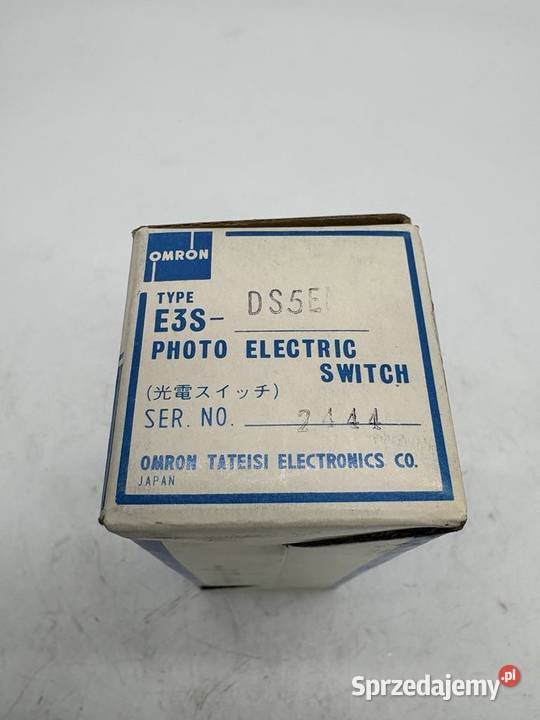 OMRON
TYPE
E3S-
PHOTO ELECTRIC
SWITCH
(光電スイッチ)
SER. NO. 2444
OMRON TATEISI ELECTRONICS CO.
JAPAN
Sprzedajemy.pl